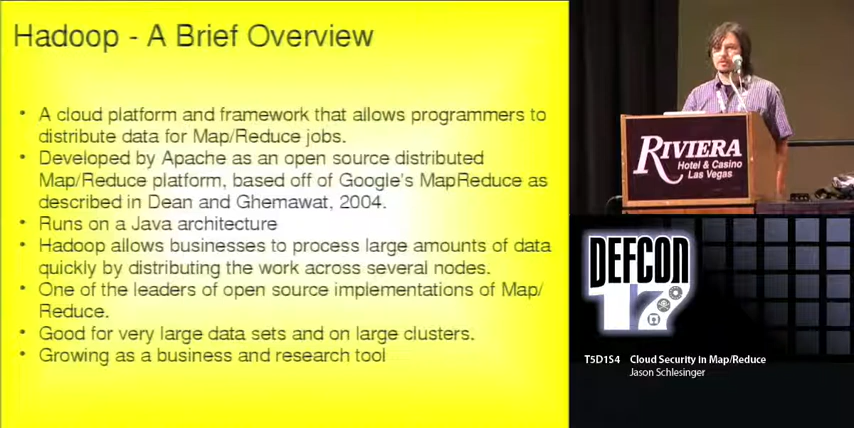 Hadoop - A Brief Overview
• A cloud platform and framework that allows programmers to
distribute data for Map/Reduce jobs.
• Developed by Apache as an open source distributed
Map/Reduce platform, based off of Google's MapReduce as
described in Dean and Ghemawat, 2004.
• Runs on a Java architecture
• Hadoop allows businesses to process large amounts of data
quickly by distributing the work across several nodes.
• One of the leaders of open source implementations of Map/
Reduce.
• Good for very large data sets and on large clusters.
• Growing as a business and research tool
RIVIERA
Hotel & Casino
Las Vegas
DEFCON
17
T5D1S4 Cloud Security in Map/Reduce
Jason Schlesinger